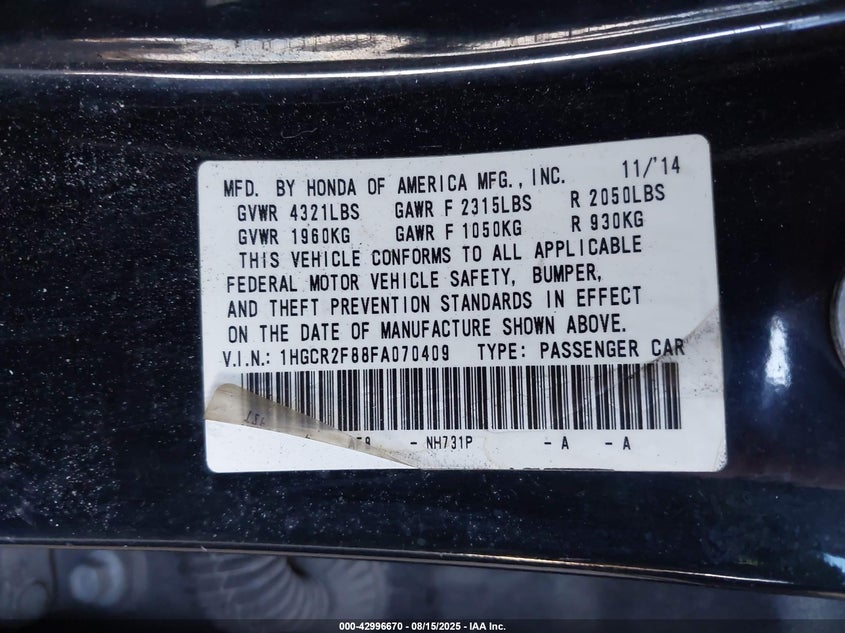 MFD. BY HONDA OF AMERICA MFG., INC. 11/'14
GVWR 4321LBS GAWR F 2315LBS R 2050LBS
GVWR 1960KG GAWR F 1050KG R 930KG
THIS VEHICLE CONFORMS TO ALL APPLICABLE
FEDERAL MOTOR VEHICLE SAFETY, BUMPER,
AND THEFT PREVENTION STANDARDS IN EFFECT
ON THE DATE OF MANUFACTURE SHOWN ABOVE.
V.I.N.: 1HGCR2F88FA070409 TYPE: PASSENGER CAR
- NH731P - A - A
000-42996670 - 08/15/2025 - IAA Inc.